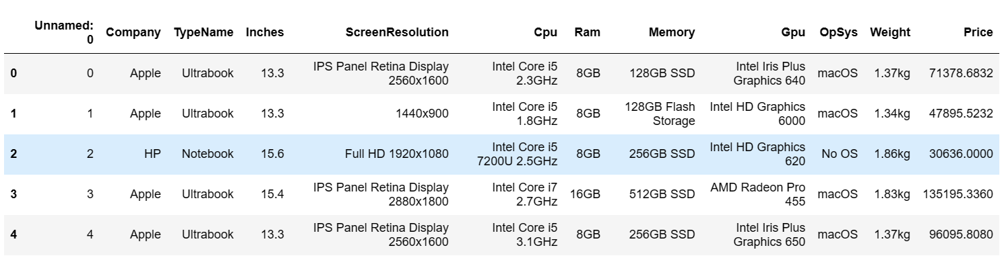 Unnamed: 0 Company TypeName Inches ScreenResolution Cpu Ram Memory Gpu OpSys Weight Price
0 0 Apple Ultrabook 13.3 IPS Panel Retina Display 2560x1600 Intel Core i5 2.3GHz 8GB 128GB SSD Intel Iris Plus Graphics 640 macOS 1.37kg 71378.6832
1 1 Apple Ultrabook 13.3 1440x900 Intel Core i5 1.8GHz 8GB 128GB Flash Storage Intel HD Graphics 6000 macOS 1.34kg 47895.5232
2 2 HP Notebook 15.6 Full HD 1920x1080 Intel Core i5 7200U 2.5GHz 8GB 256GB SSD Intel HD Graphics 620 No OS 1.86kg 30636.0000
3 3 Apple Ultrabook 15.4 IPS Panel Retina Display 2880x1800 Intel Core i7 2.7GHz 16GB 512GB SSD AMD Radeon Pro 455 macOS 1.83kg 135195.3360
4 4 Apple Ultrabook 13.3 IPS Panel Retina Display 2560x1600 Intel Core i5 3.1GHz 8GB 256GB SSD Intel Iris Plus Graphics 650 macOS 1.37kg 96095.8080